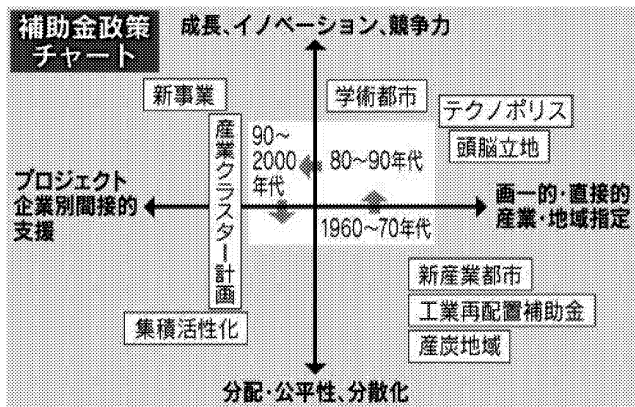 補助金政策
チャート
成長、イノベーション、競争力
新事業
学術都市
テクノポリス
頭脳立地
産業クラスター計画
90〜
2000
年代
80〜90年代
プロジェクト
企業別間接的
支援
画一的・直接的
産業・地域指定
1960〜70年代
新産業都市
工業再配置補助金
産炭地域
集積活性化
分配・公平性、分散化